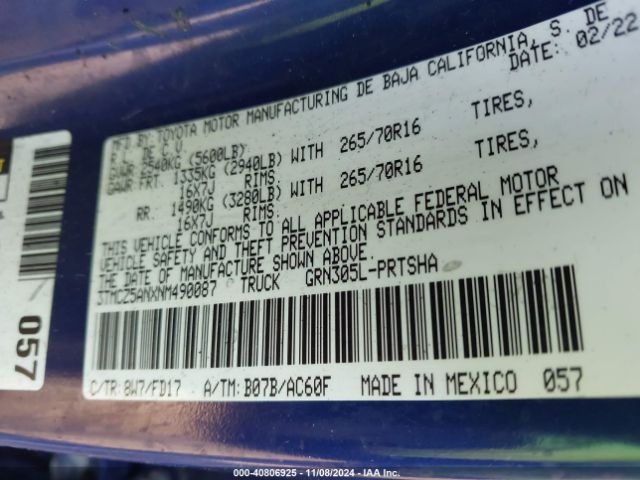 MFD BY: TOYOTA MOTOR MANUFACTURING DE BAJA CALIFORNIA, S. DE
R.L. DE C.V. DATE: 02/22
GVWR 2540KG (5600LB)
GAWR FRT. 1335KG (2940LB) WITH 265/70R16 TIRES,
16X7J RIMS.
RR. 1490KG (3280LB) WITH 265/70R16 TIRES,
16X7J RIMS.
THIS VEHICLE CONFORMS TO ALL APPLICABLE FEDERAL MOTOR
VEHICLE SAFETY AND THEFT PREVENTION STANDARDS IN EFFECT ON
THE DATE OF MANUFACTURE SHOWN ABOVE.
3TMCZ5ANXNM490087 TRUCK GRN305L-PRTSHA
C/TR: 8W7/FD17 A/TM: B07B/AC60F MADE IN MEXICO 057
057
000-40806925 - 11/08/2024 - IAA Inc.